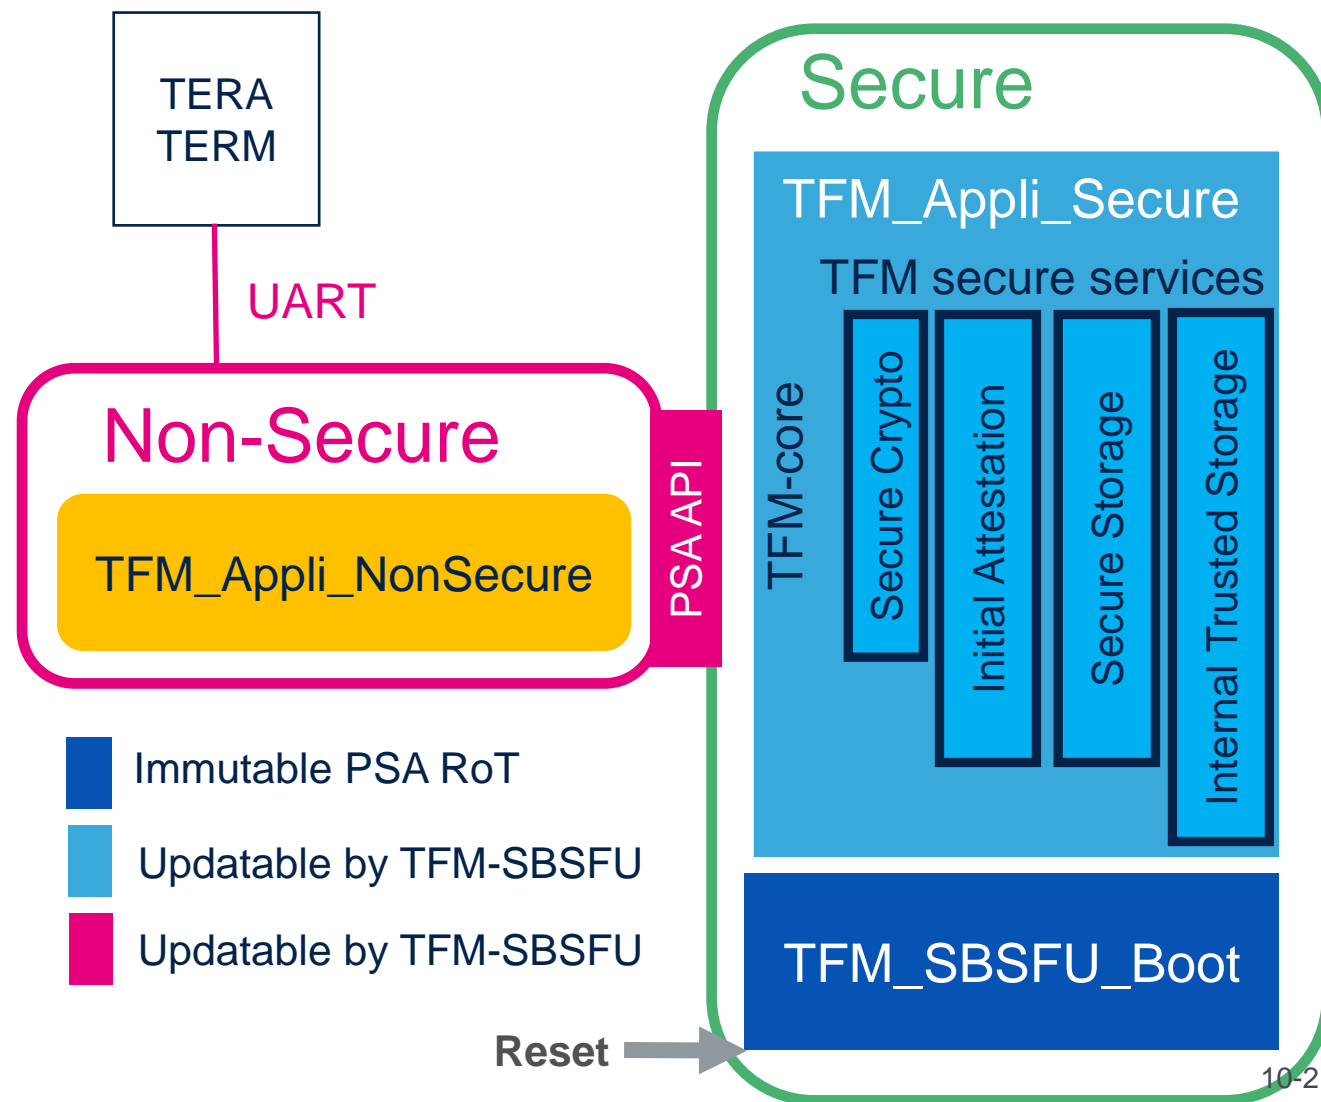 TERA
TERM
UART
Non-Secure
TFM_Appli_NonSecure
PSA API
Secure
TFM_Appli_Secure
TFM secure services
TFM-core
Secure Crypto
Initial Attestation
Secure Storage
Internal Trusted Storage
TFM_SBSFU_Boot
Immutable PSA RoT
Updatable by TFM-SBSFU
Updatable by TFM-SBSFU
Reset
10-2